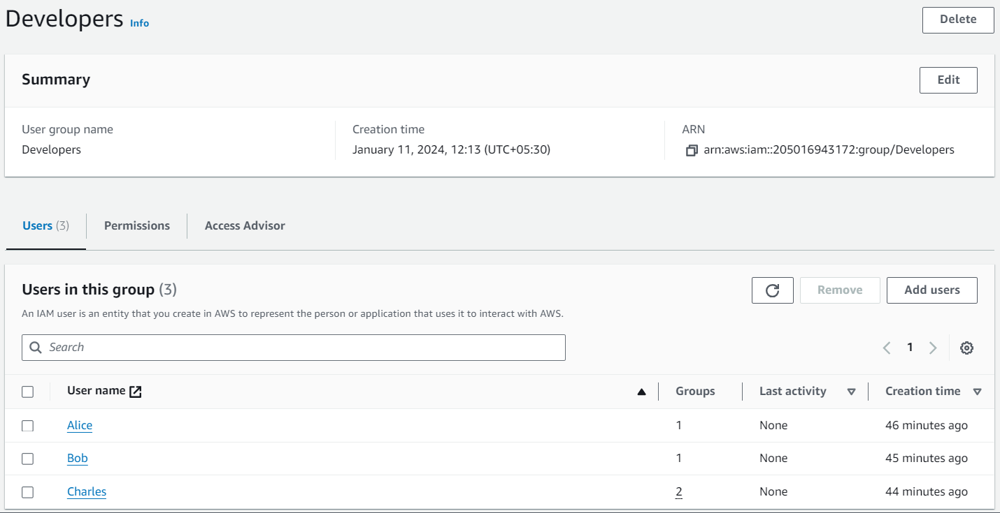 Developers Info
Delete
Summary
Edit
User group name
Developers
Creation time
January 11, 2024, 12:13 (UTC+05:30)
ARN
arn:aws:iam::205016943172:group/Developers
Users (3)
Permissions
Access Advisor
Users in this group (3)
Remove
Add users
An IAM user is an entity that you create in AWS to represent the person or application that uses it to interact with AWS.
Search
1
User name Groups Last activity Creation time
Alice 1 None 46 minutes ago
Bob 1 None 45 minutes ago
Charles 2 None 44 minutes ago